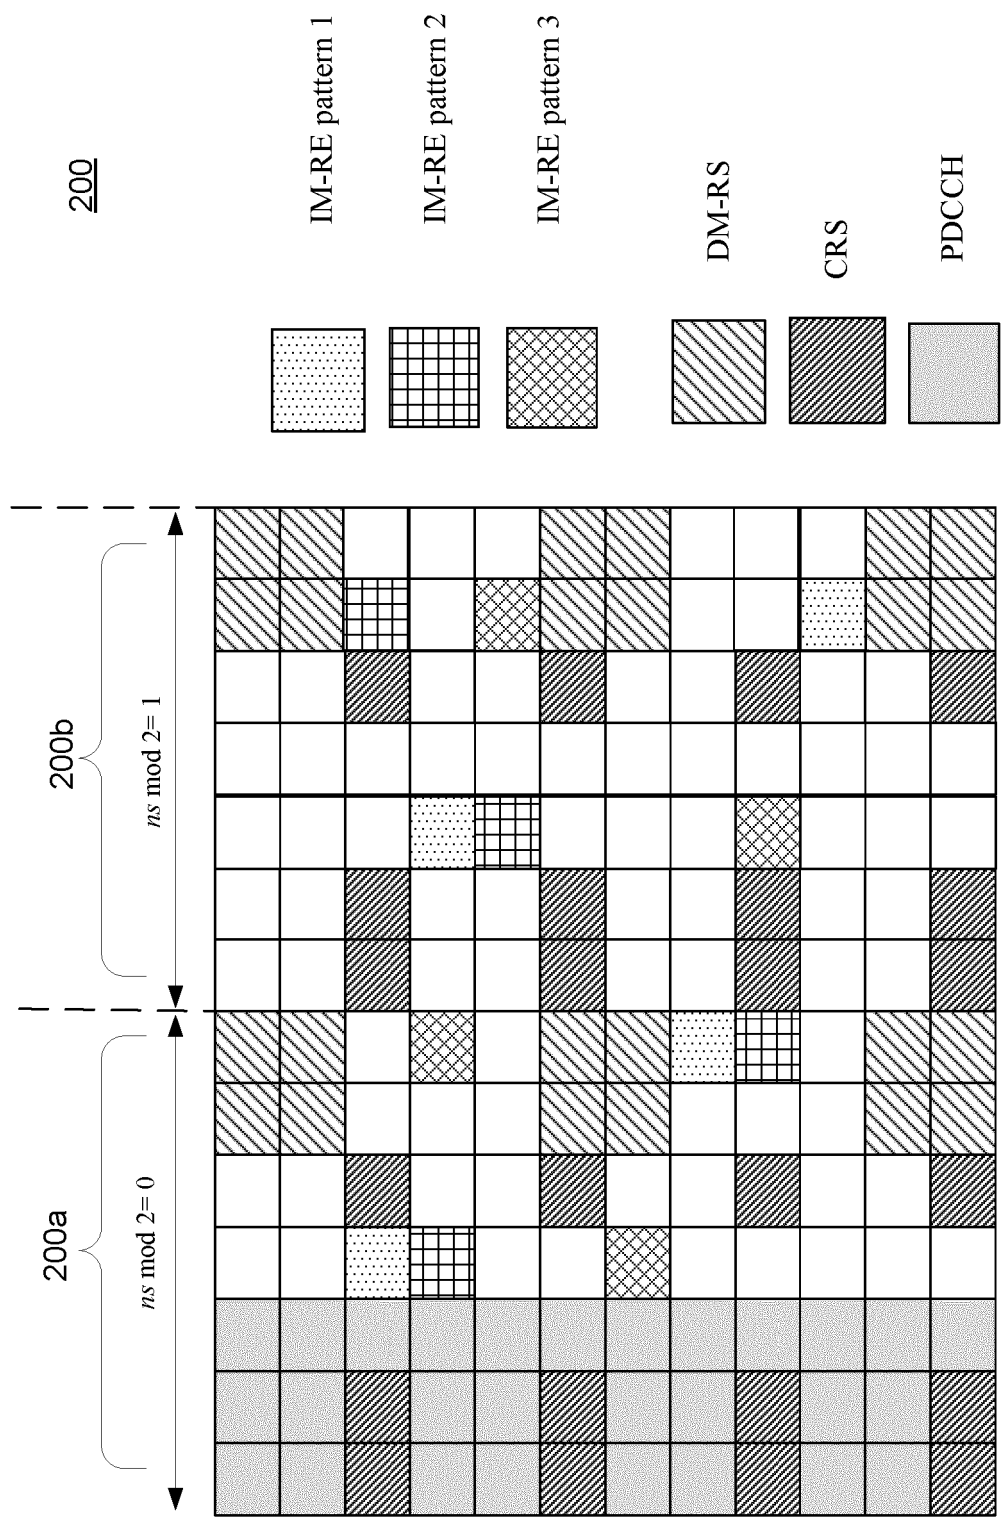 200
IM-RE pattern 1
IM-RE pattern 2
IM-RE pattern 3
DM-RS
CRS
PDCCH
200a
ns mod 2= 0
200b
ns mod 2= 1